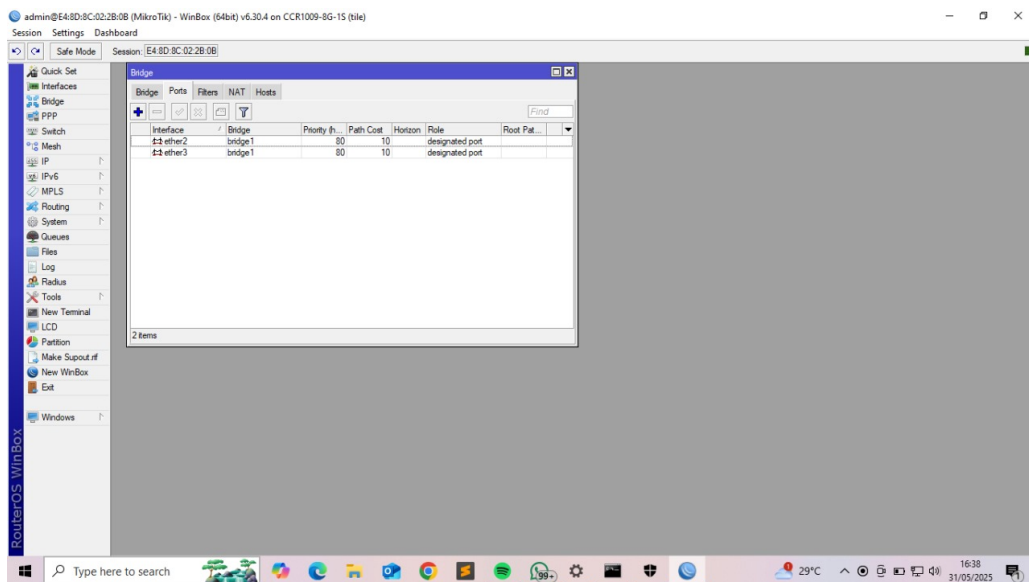 admin@E4:8D:8C:02:2B:0B (MikroTik) - WinBox (64bit) v6.30.4 on CCR1009-8G-1S (tile)
Session Settings Dashboard
Safe Mode Session: E4:8D:8C:02:2B:0B
Quick Set
Interfaces
Bridge
PPP
Switch
Mesh
IP
IPv6
MPLS
Routing
System
Queues
Files
Log
Radius
Tools
New Terminal
LCD
Partition
Make Supout.rif
New WinBox
Exit
Windows
RouterOS WinBox
Bridge
Bridge Ports Filters NAT Hosts
Find
Interface Bridge Priority (h... Path Cost Horizon Role Root Pat...
ether2 bridge1 80 10 designated port
ether3 bridge1 80 10 designated port
2 items
Type here to search
99+
29°C
16:38
31/05/2025